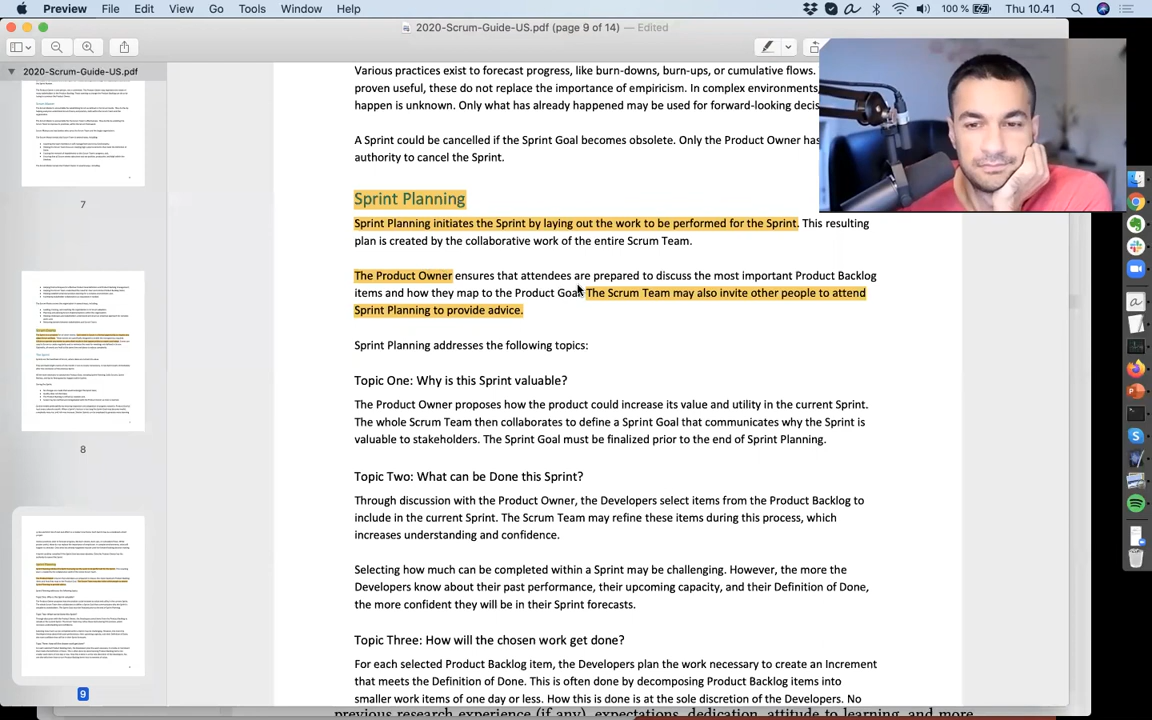 Preview File Edit View Go Tools Window Help 100 % Thu 10.41
2020-Scrum-Guide-US.pdf (page 9 of 14) — Edited
2020-Scrum-Guide-US.pdf
7
8
9
Various practices exist to forecast progress, like burn-downs, burn-ups, or cumulative flows.
proven useful, these do not replace the importance of empiricism. In complex environments,
happen is unknown. Only what has already happened may be used for forward-looking
A Sprint could be cancelled if the Sprint Goal becomes obsolete. Only the Product Owner has
authority to cancel the Sprint.
Sprint Planning
Sprint Planning initiates the Sprint by laying out the work to be performed for the Sprint. This resulting
plan is created by the collaborative work of the entire Scrum Team.
The Product Owner ensures that attendees are prepared to discuss the most important Product Backlog
items and how they map to the Product Goal. The Scrum Team may also invite other people to attend
Sprint Planning to provide advice.
Sprint Planning addresses the following topics:
Topic One: Why is this Sprint valuable?
The Product Owner proposes how the product could increase its value and utility in the current Sprint.
The whole Scrum Team then collaborates to define a Sprint Goal that communicates why the Sprint is
valuable to stakeholders. The Sprint Goal must be finalized prior to the end of Sprint Planning.
Topic Two: What can be Done this Sprint?
Through discussion with the Product Owner, the Developers select items from the Product Backlog to
include in the current Sprint. The Scrum Team may refine these items during this process, which
increases understanding and confidence.
Selecting how much can be completed within a Sprint may be challenging. However, the more the
Developers know about their past performance, their upcoming capacity, and their Definition of Done,
the more confident they will be in their Sprint forecasts.
Topic Three: How will the chosen work get done?
For each selected Product Backlog item, the Developers plan the work necessary to create an Increment
that meets the Definition of Done. This is often done by decomposing Product Backlog items into
smaller work items of one day or less. How this is done is at the sole discretion of the Developers. No
previous research experience (if any), expectations, dedication, attitude to learning, and more